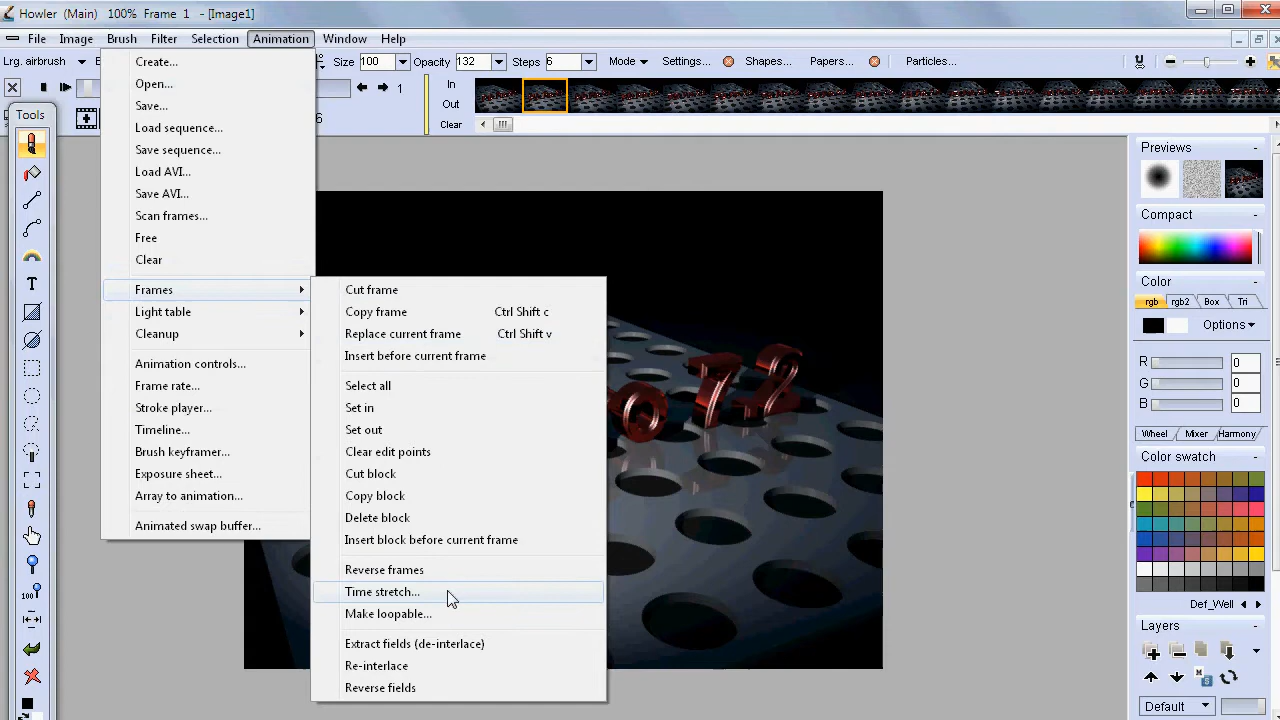 Howler (Main) 100% Frame 1 - [Image1]
File Image Brush Filter Selection Animation Window Help
Lrg. airbrush Size 100 Opacity 132 Steps 6 Mode Settings... Shapes... Papers... Particles...
1
In
Out
Clear
6
Tools
T
100
Create...
Open...
Save...
Load sequence...
Save sequence...
Load AVI...
Save AVI...
Scan frames...
Free
Clear
Frames
Light table
Cleanup
Animation controls...
Frame rate...
Stroke player...
Timeline...
Brush keyframer...
Exposure sheet...
Array to animation...
Animated swap buffer...
Cut frame
Copy frame Ctrl Shift c
Replace current frame Ctrl Shift v
Insert before current frame
Select all
Set in
Set out
Clear edit points
Cut block
Copy block
Delete block
Insert block before current frame
Reverse frames
Time stretch...
Make loopable...
Extract fields (de-interlace)
Re-interlace
Reverse fields
o 7.2
Previews
Compact
Color
rgb rgb2 Box Tri
Options
R 0
G 0
B 0
Wheel Mixer Harmony
Color swatch
Def_Well
Layers
M
S
Default